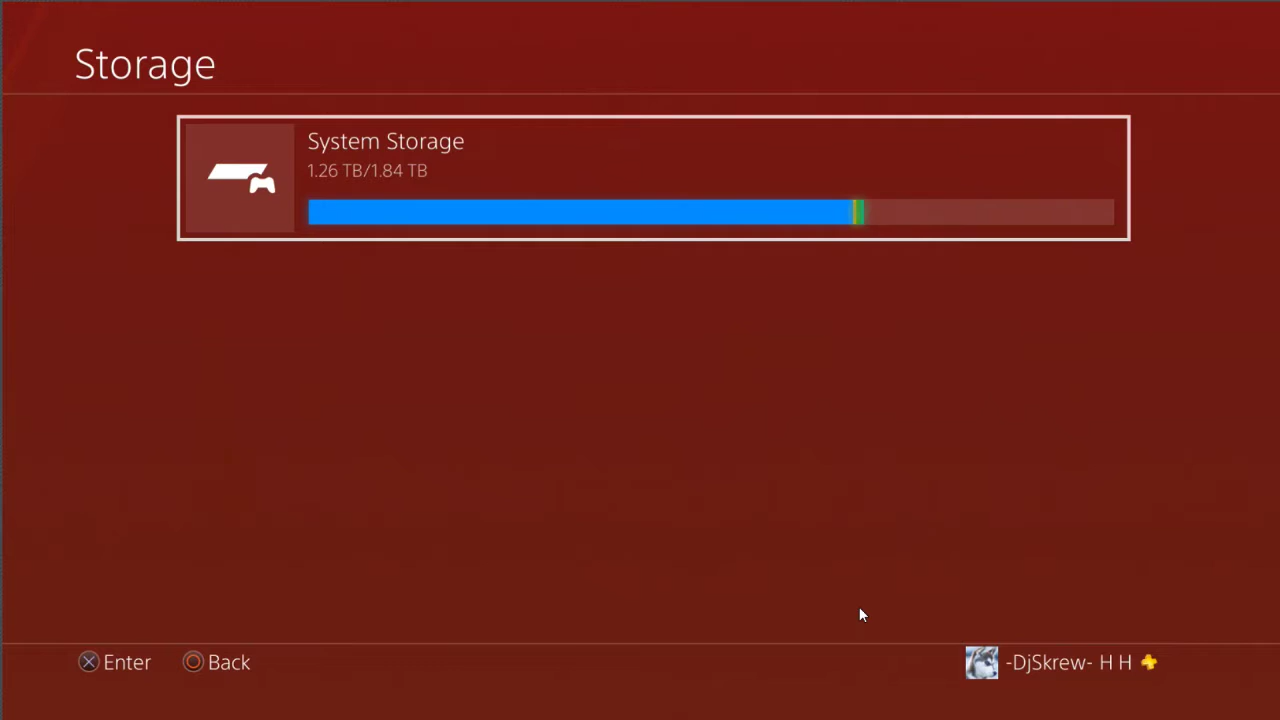 Storage
System Storage
1.26 TB/1.84 TB
Enter
Back
-DjSkrew- H H